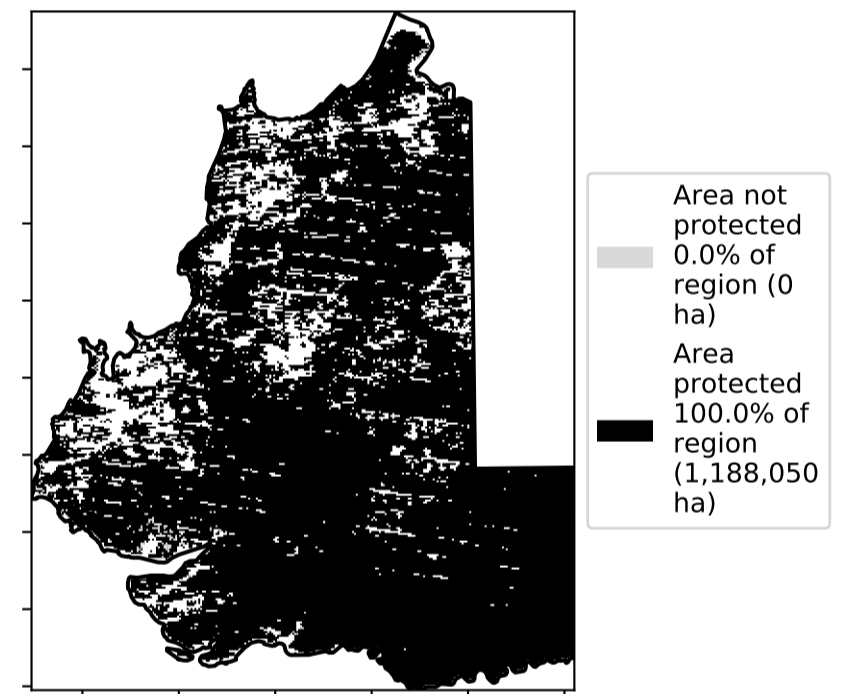 Area not
protected
0.0% of
region (0
ha)
Area
protected
100.0% of
region
(1,188,050
ha)